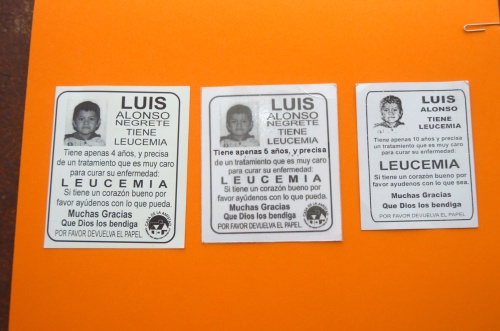 LUIS
ALONSO
NEGRETE
TIENE
LEUCEMIA
Tiene apenas 4 años, y precisa
de un tratamiento que es muy caro
para curar su enfermedad:
LEUCEMIA
Si tiene un corazón bueno por
favor ayúdenos con lo que pueda.
Muchas Gracias
Que Dios los bendiga
POR FAVOR DEVUELVA EL PAPEL
LUIS
ALONSO
NEGRETE
TIENE
LEUCEMIA
Tiene apenas 5 años, y precisa
de un tratamiento que es muy caro
para curar su enfermedad:
LEUCEMIA
Si tiene un corazón bueno por
favor ayúdenos con lo que pueda.
Muchas Gracias
Que Dios los bendiga
POR FAVOR DEVUELVA EL PAPEL
LUIS
ALONSO
TIENE
LEUCEMIA
Tiene apenas 10 años, y precisa
de un tratamiento que es muy caro
para curar su enfermedad:
LEUCEMIA
Si tiene un corazón bueno por
favor ayúdenos con lo que sea.
Muchas Gracias
Que Dios los bendiga
POR FAVOR DEVUELVA EL PAPEL